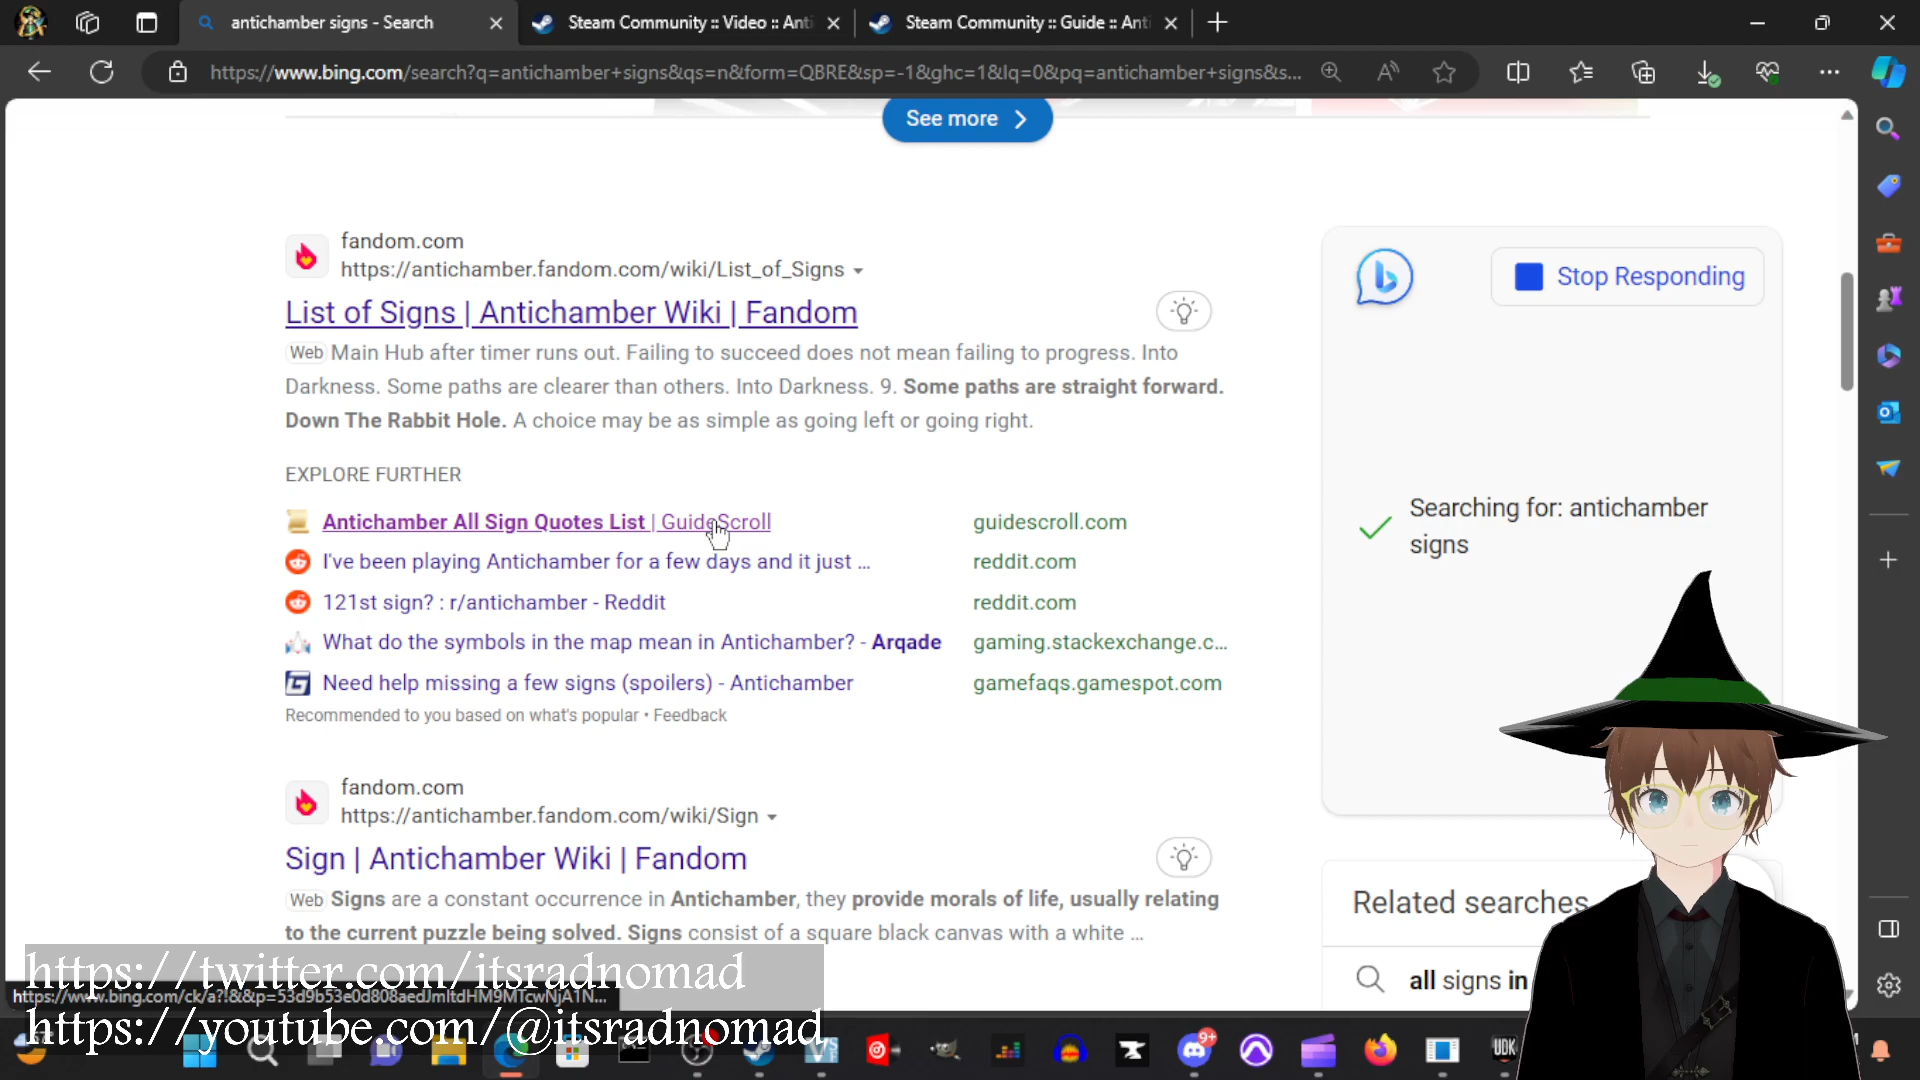 antichamber signs - Search
Steam Community :: Video :: Anti
Steam Community :: Guide :: Anti
https://www.bing.com/search?q=antichamber+signs&qs=n&form=QBRE&sp=-1&ghc=1&lq=0&pq=antichamber+signs&s...
See more
fandom.com
https://antichamber.fandom.com/wiki/List_of_Signs
List of Signs | Antichamber Wiki | Fandom
Web Main Hub after timer runs out. Failing to succeed does not mean failing to progress. Into
Darkness. Some paths are clearer than others. Into Darkness. 9. Some paths are straight forward.
Down The Rabbit Hole. A choice may be as simple as going left or going right.
EXPLORE FURTHER
Antichamber All Sign Quotes List | GuideScroll guidescroll.com
I've been playing Antichamber for a few days and it just ... reddit.com
121st sign? : r/antichamber - Reddit reddit.com
What do the symbols in the map mean in Antichamber? - Arqade gaming.stackexchange.c...
Need help missing a few signs (spoilers) - Antichamber gamefaqs.gamespot.com
Recommended to you based on what's popular • Feedback
fandom.com
https://antichamber.fandom.com/wiki/Sign
Sign | Antichamber Wiki | Fandom
Web Signs are a constant occurrence in Antichamber, they provide morals of life, usually relating
to the current puzzle being solved. Signs consist of a square black canvas with a white ...
Stop Responding
Searching for: antichamber
signs
Related searches
all signs in
https://twitter.com/itsradnomad
https://youtube.com/@itsradnomad
9+
UDK